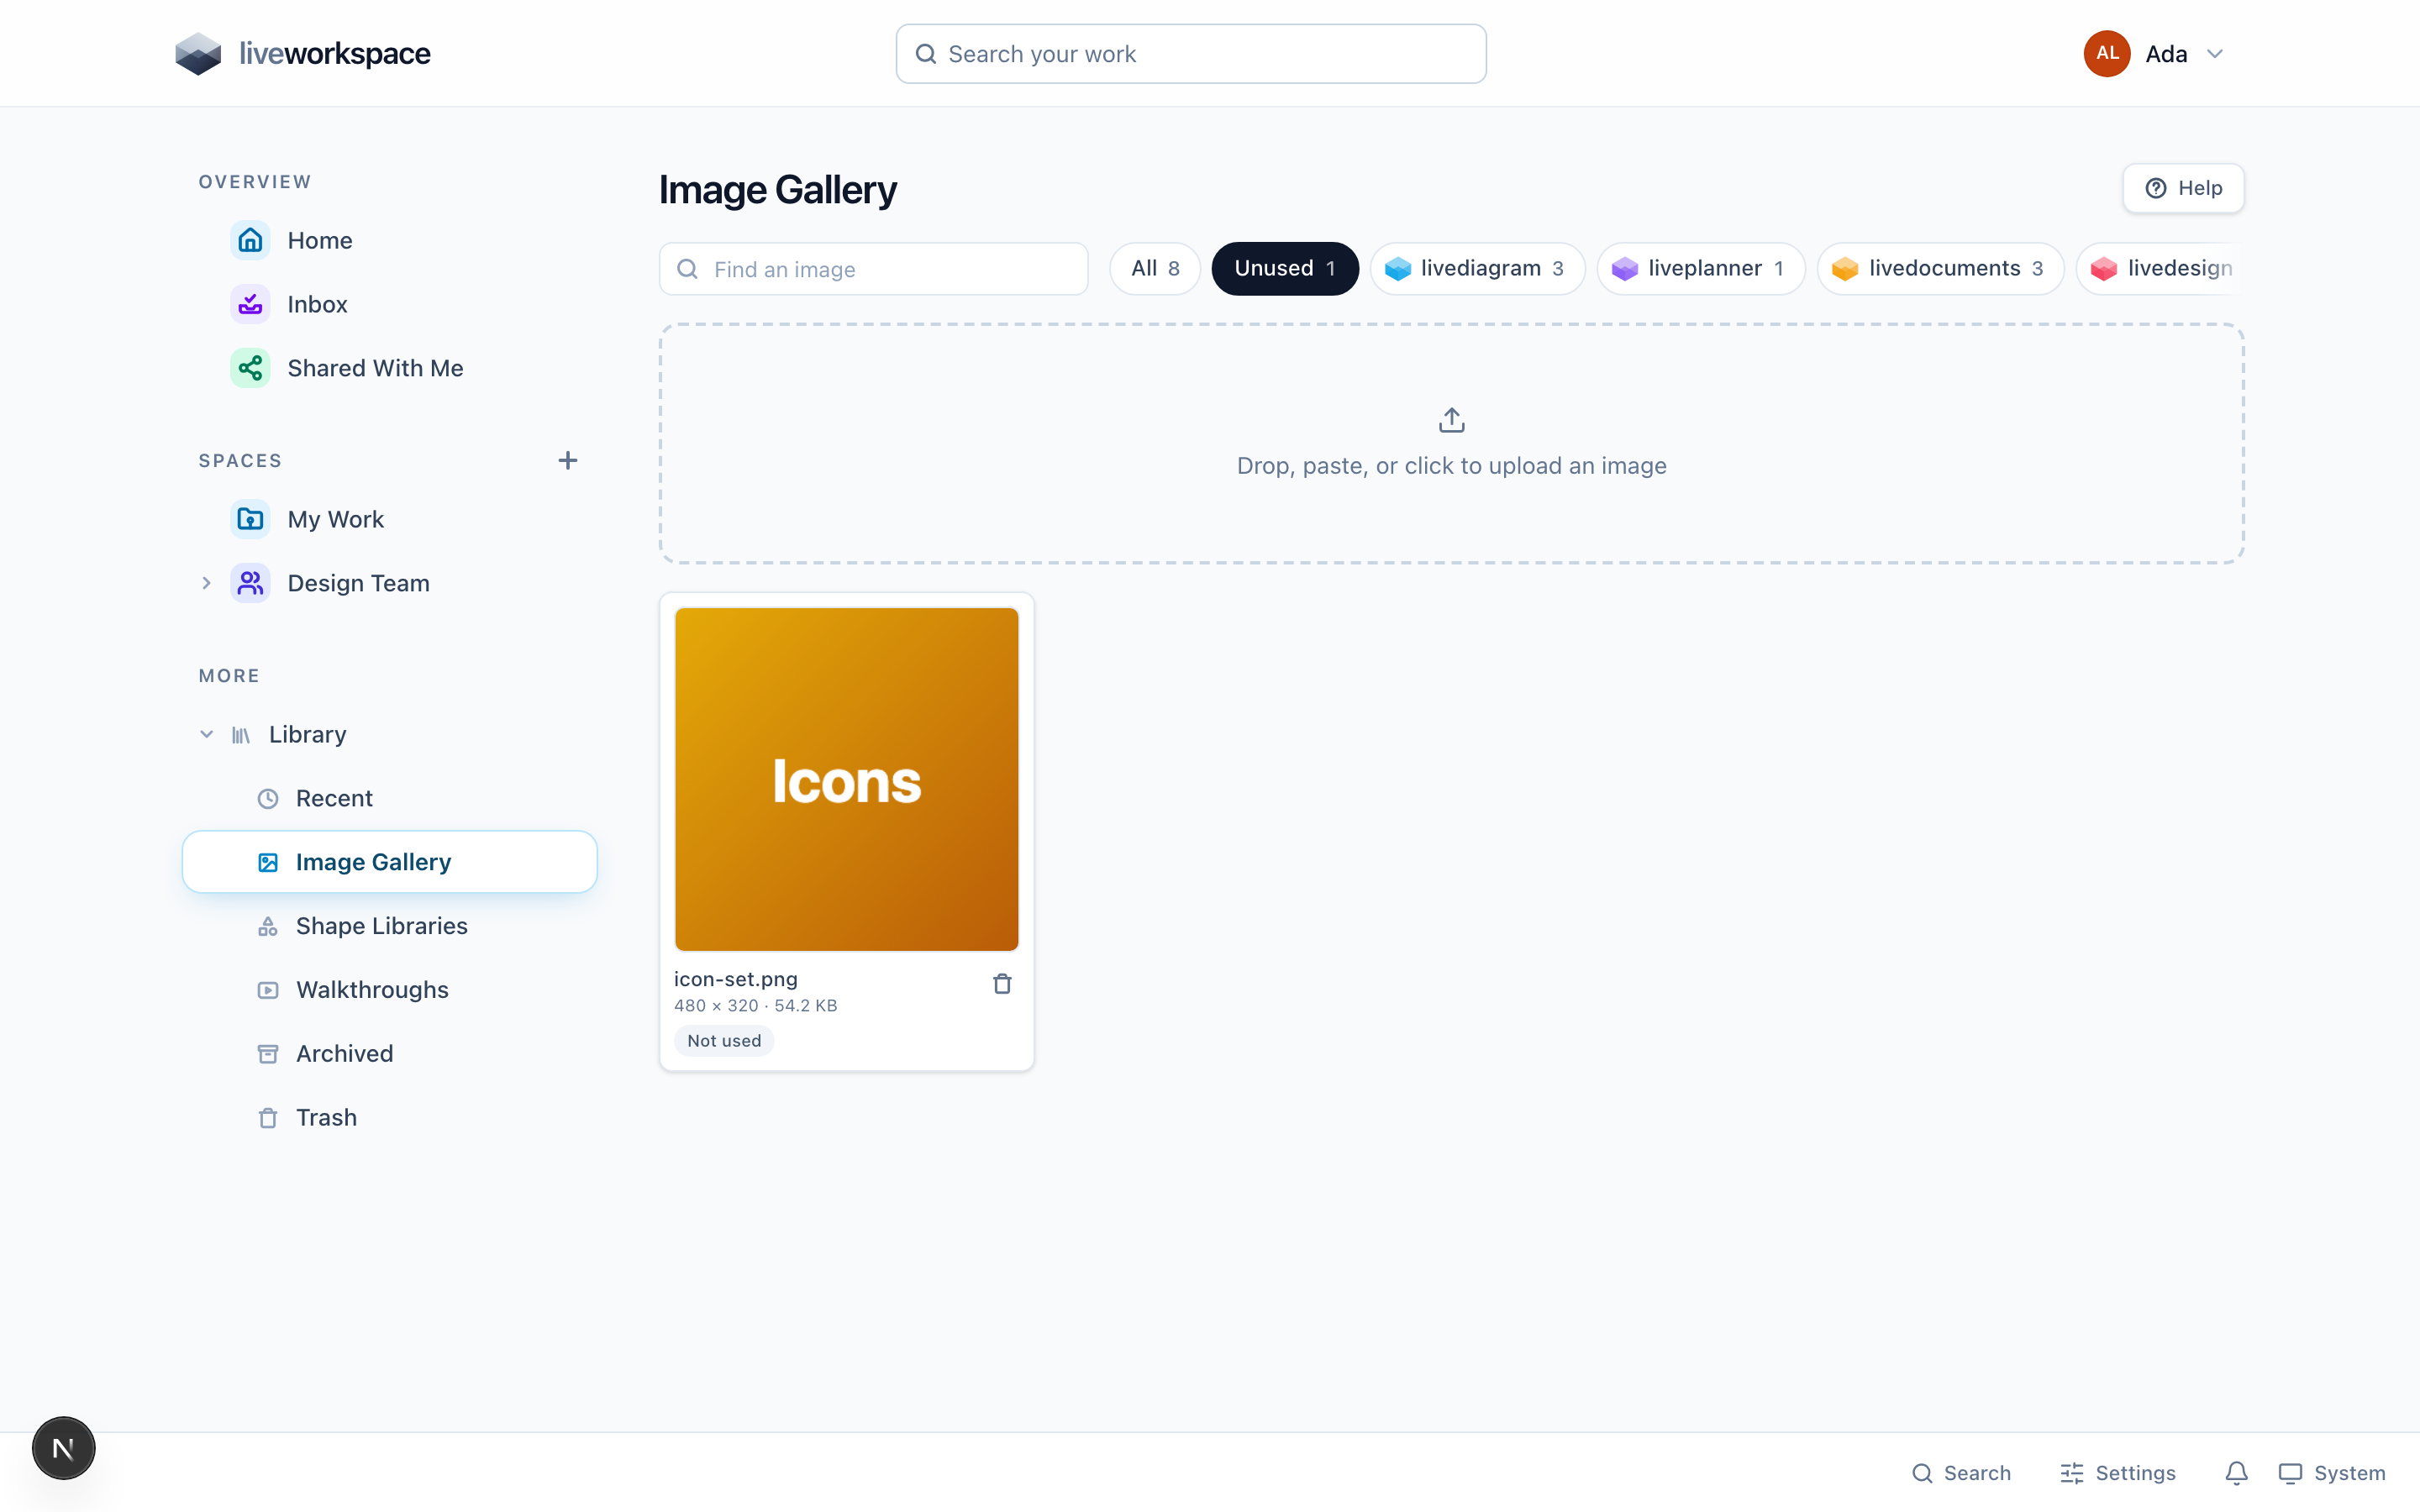 liveworkspace
Search your work
AL
Ada
OVERVIEW
Home
Inbox
Shared With Me
SPACES
My Work
Design Team
MORE
Library
Recent
Image Gallery
Shape Libraries
Walkthroughs
Archived
Trash
Image Gallery
Help
Find an image
All 8
Unused 1
livediagram 3
liveplanner 1
livedocuments 3
livedesign
Drop, paste, or click to upload an image
Icons
icon-set.png
480 × 320 · 54.2 KB
Not used
N
Search
Settings
System